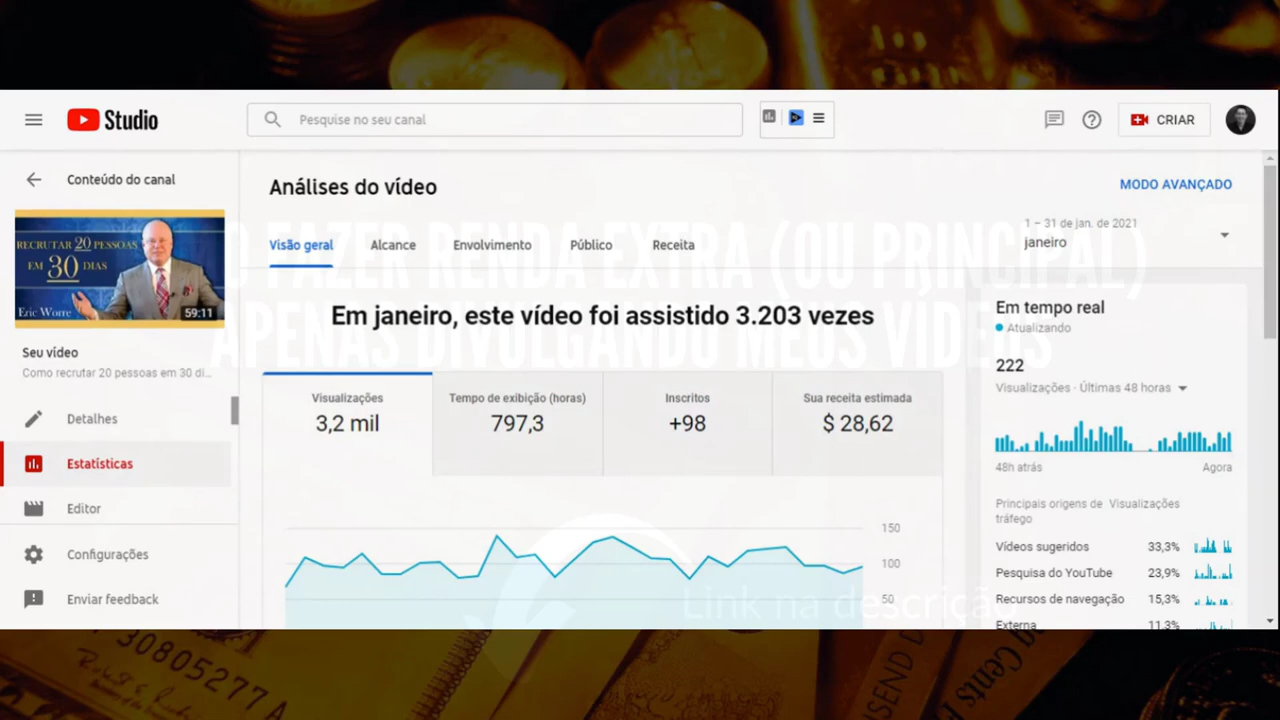 Studio
Pesquise no seu canal
CRIAR
Conteúdo do canal
RECRUTAR 20 PESSOAS
EM 30 DIAS
Eric Worre
59:11
Seu vídeo
Como recrutar 20 pessoas em 30 di...
Detalhes
Estatísticas
Editor
Configurações
Enviar feedback
Análises do vídeo
MODO AVANÇADO
1 – 31 de jan. de 2021
janeiro
Visão geral
Alcance
Envolvimento
Público
Receita
O FAZER RENDA EXTRA (OU PRINCIPAL)
APENAS DIVULGANDO MEUS VÍDEOS
Em janeiro, este vídeo foi assistido 3.203 vezes
Visualizações
3,2 mil
Tempo de exibição (horas)
797,3
Inscritos
+98
Sua receita estimada
$ 28,62
150
100
50
Link na descrição
Em tempo real
Atualizando
222
Visualizações · Últimas 48 horas
48h atrás
Agora
Principais origens de tráfego
Visualizações
Vídeos sugeridos 33,3%
Pesquisa do YouTube 23,9%
Recursos de navegação 15,3%
Externa 11,3%
30805277
SEND D
ng Cents